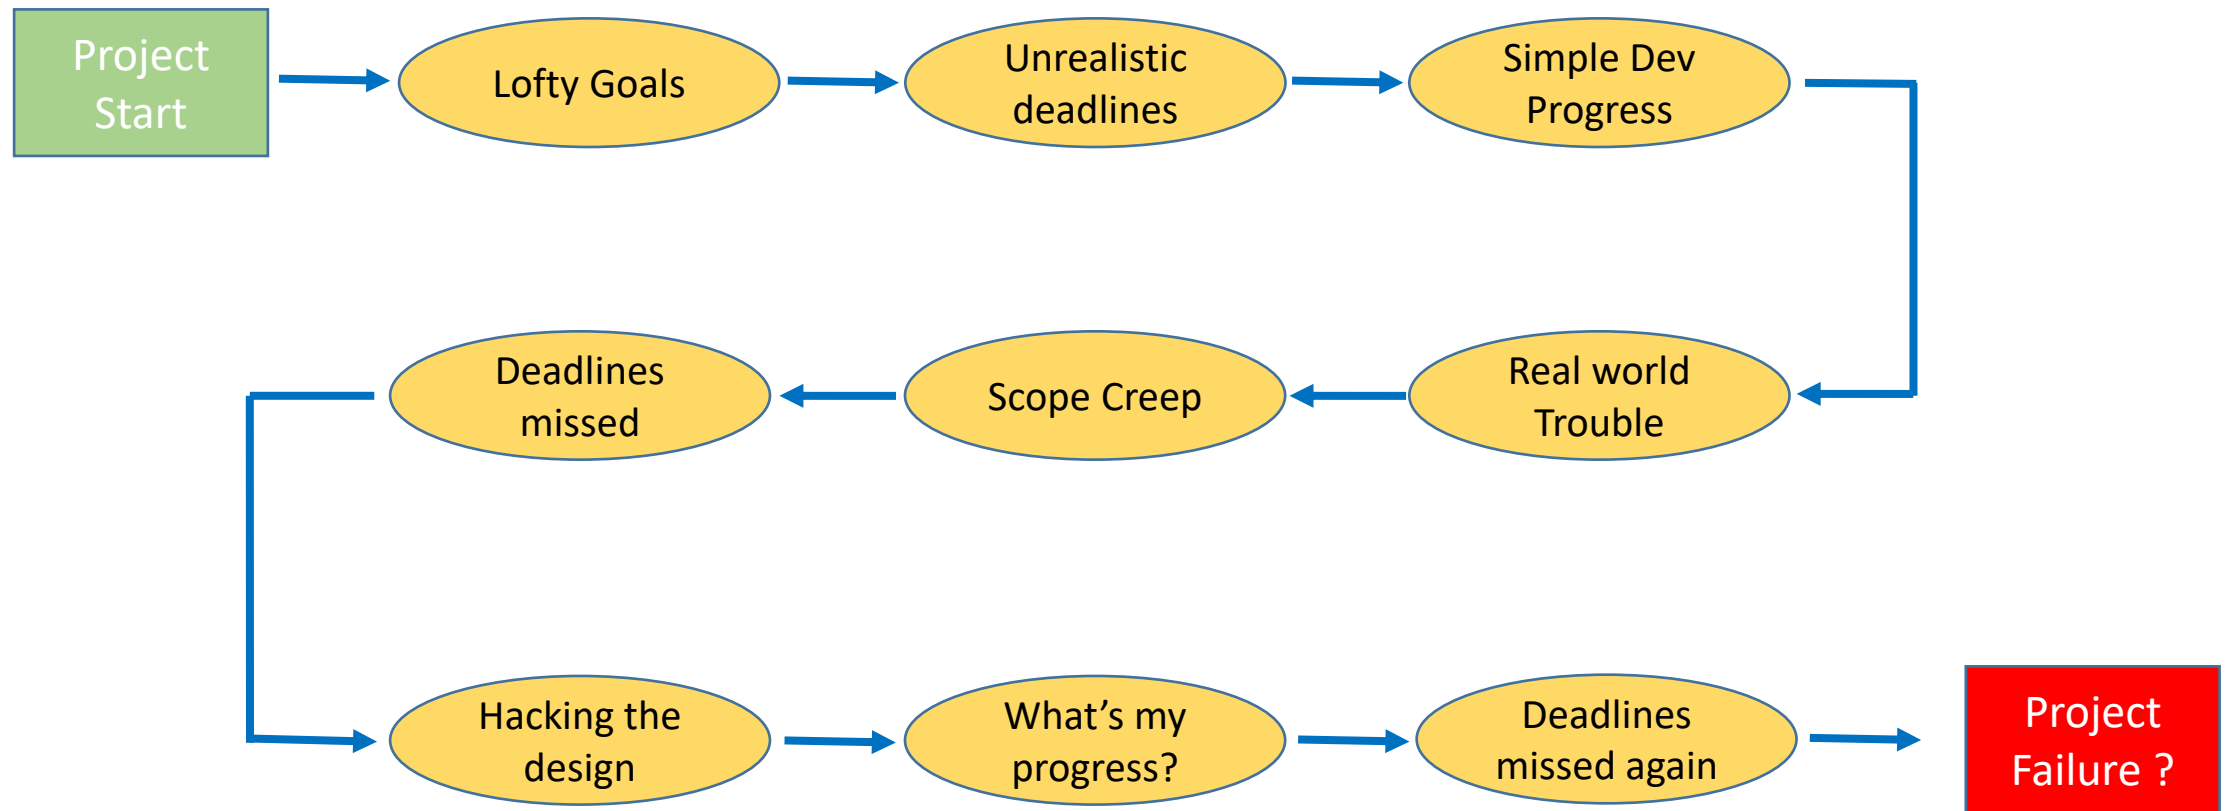 Project
Start
Lofty Goals
Unrealistic
deadlines
Simple Dev
Progress
Real world
Trouble
Scope Creep
Deadlines
missed
Hacking the
design
What’s my
progress?
Deadlines
missed again
Project
Failure ?